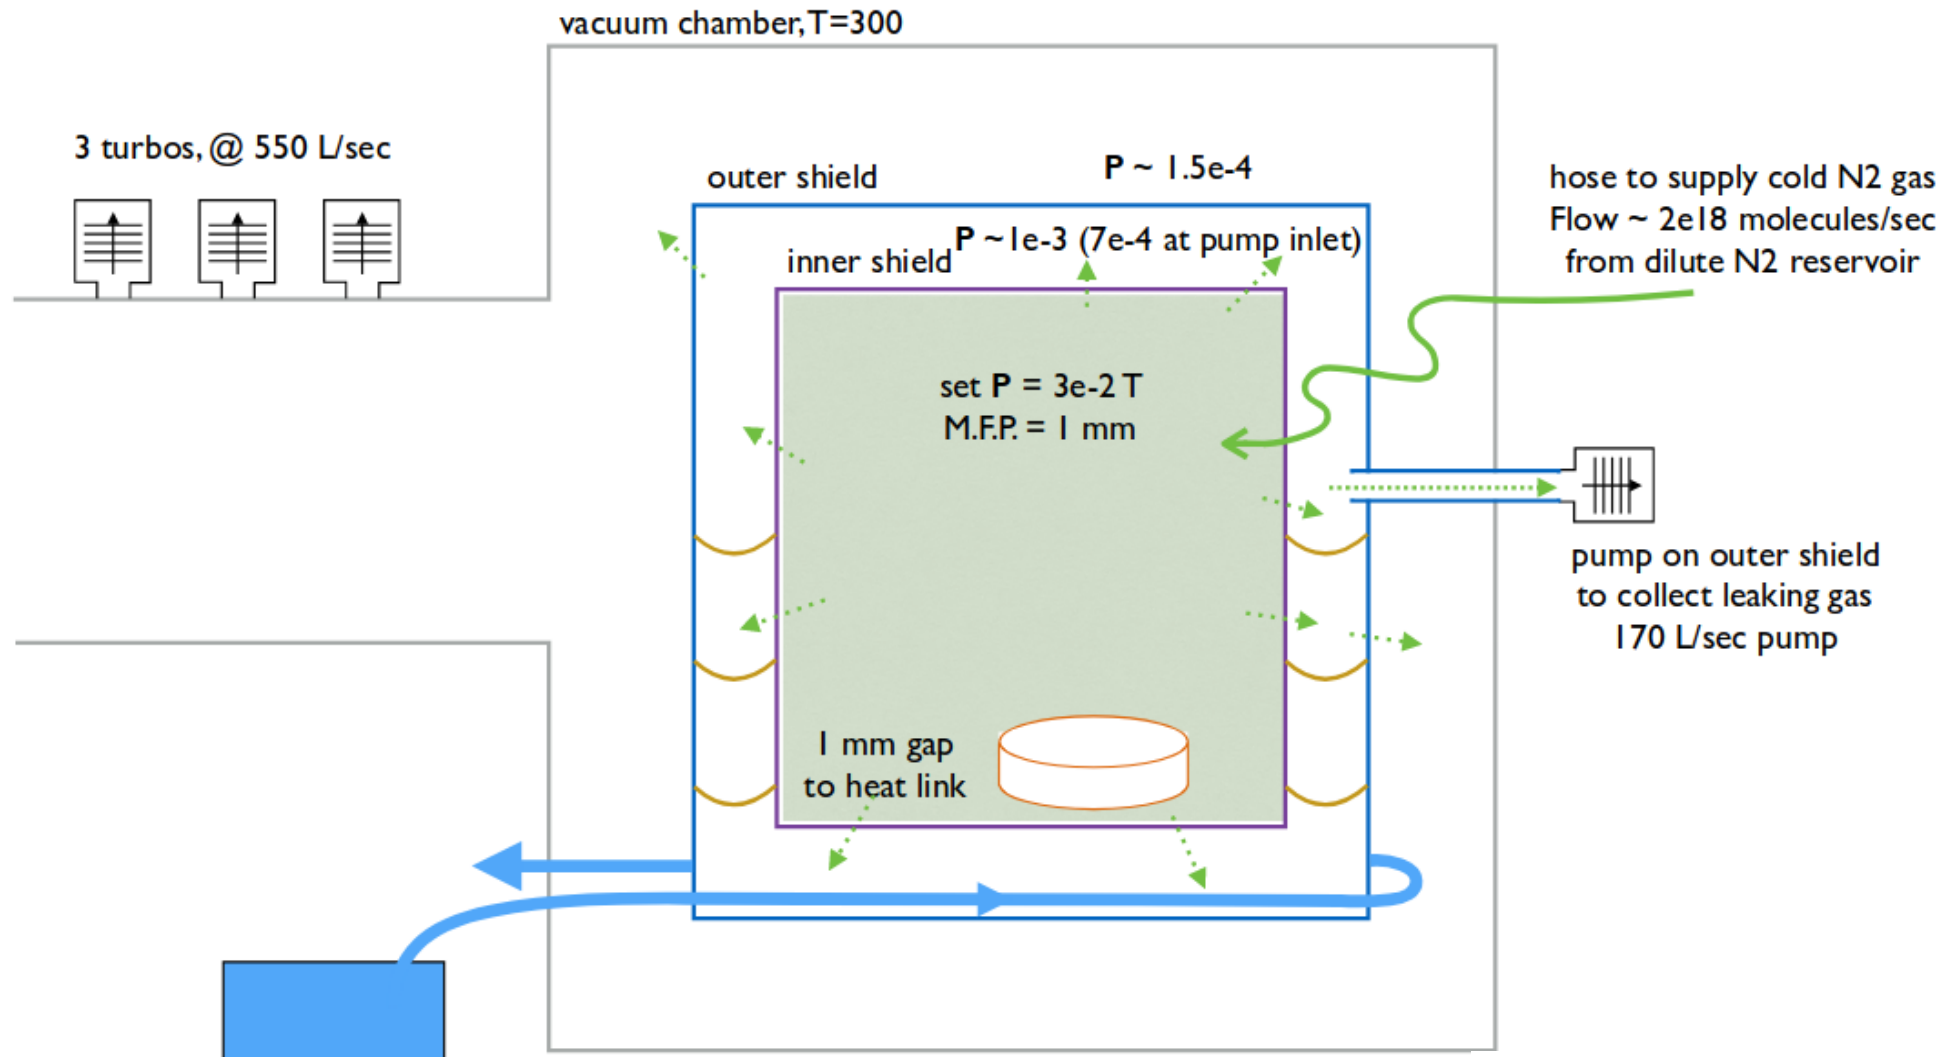 vacuum chamber, T=300
3 turbos, @ 550 L/sec
outer shield
P ~ 1.5e-4
hose to supply cold N2 gas
Flow ~ 2e18 molecules/sec
from dilute N2 reservoir
P ~1e-3 (7e-4 at pump inlet)
inner shield
set P = 3e-2 T
M.F.P. = 1 mm
pump on outer shield
to collect leaking gas
170 L/sec pump
1 mm gap
to heat link